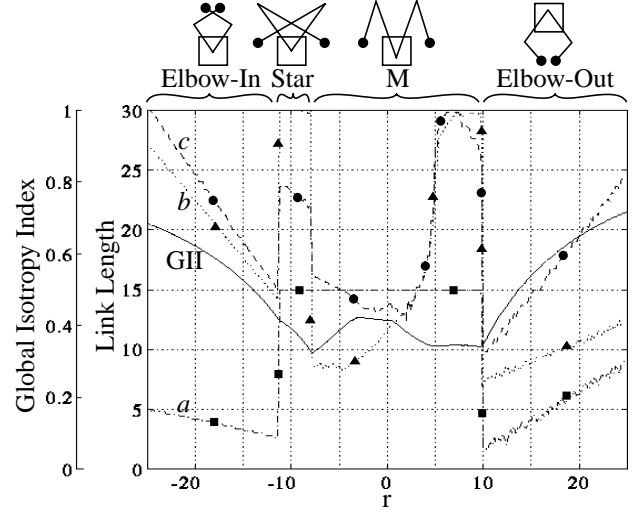 Elbow-In Star M Elbow-Out
1 30
c
0.8 25
b
20
0.6
GII
15
0.4
10
0.2 5
a
0 0
-20 -10 0 10 20
r
Global Isotropy Index
Link Length